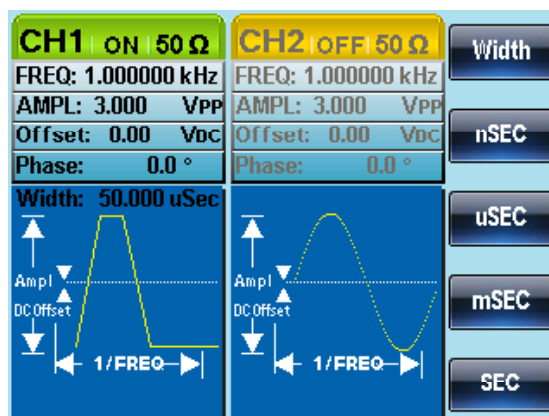 CH1 ON 50 Ω
FREQ: 1.000000 kHz
AMPL: 3.000 VPP
Offset: 0.00 VDC
Phase: 0.0 °
Width: 50.000 uSec
Ampl
DC Offset
1/FREQ
CH2 OFF 50 Ω
FREQ: 1.000000 kHz
AMPL: 3.000 VPP
Offset: 0.00 VDC
Phase: 0.0 °
Ampl
DC Offset
1/FREQ
Width
nSEC
uSEC
mSEC
SEC